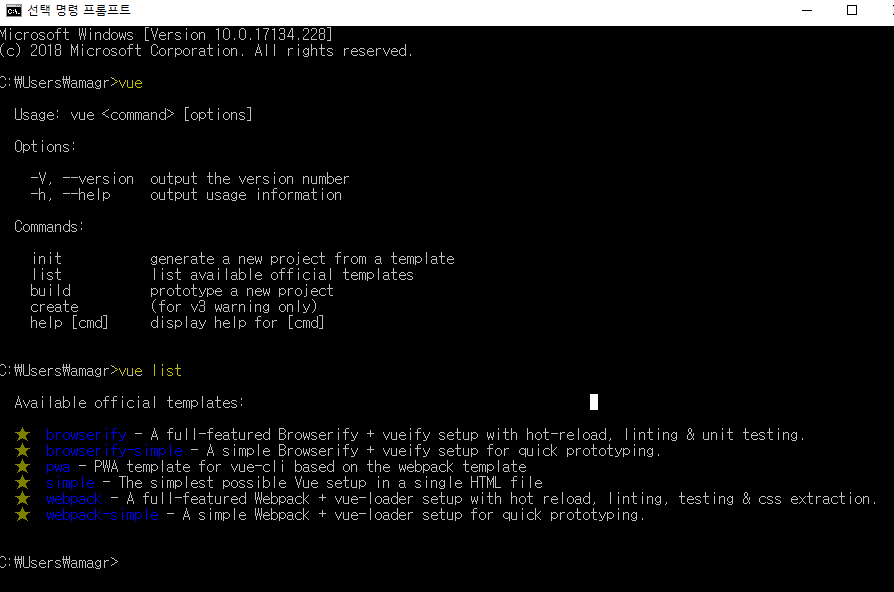 선택 명령 프롬프트
Microsoft Windows [Version 10.0.17134.228]
(c) 2018 Microsoft Corporation. All rights reserved.
C:₩Users₩amagr>vue
Usage: vue <command> [options]
Options:
-V, --version  output the version number
-h, --help     output usage information
Commands:
init           generate a new project from a template
list           list available official templates
build          prototype a new project
create         (for v3 warning only)
help [cmd]     display help for [cmd]
C:₩Users₩amagr>vue list
Available official templates:
★  browserify - A full-featured Browserify + vueify setup with hot-reload, linting & unit testing.
★  browserify-simple - A simple Browserify + vueify setup for quick prototyping.
★  pwa - PWA template for vue-cli based on the webpack template
★  simple - The simplest possible Vue setup in a single HTML file
★  webpack - A full-featured Webpack + vue-loader setup with hot reload, linting, testing & css extraction.
★  webpack-simple - A simple Webpack + vue-loader setup for quick prototyping.
C:₩Users₩amagr>